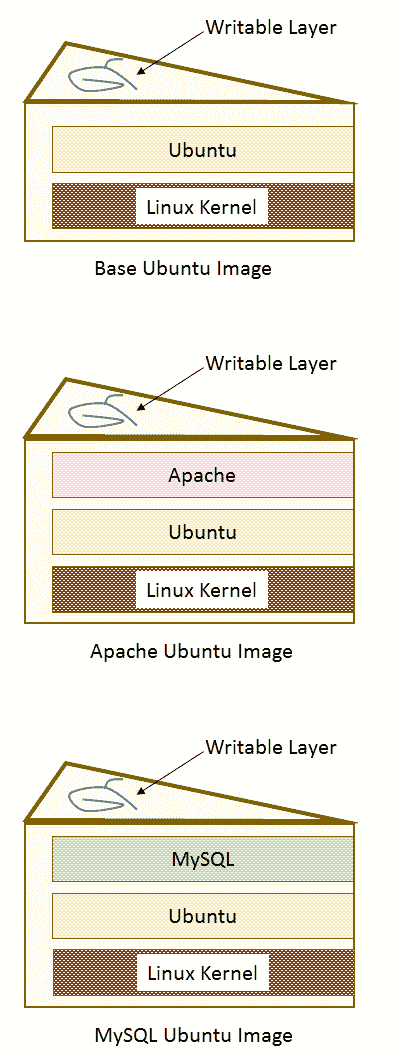 Writable Layer
Ubuntu
Linux Kernel
Base Ubuntu Image
Writable Layer
Apache
Ubuntu
Linux Kernel
Apache Ubuntu Image
Writable Layer
MySQL
Ubuntu
Linux Kernel
MySQL Ubuntu Image